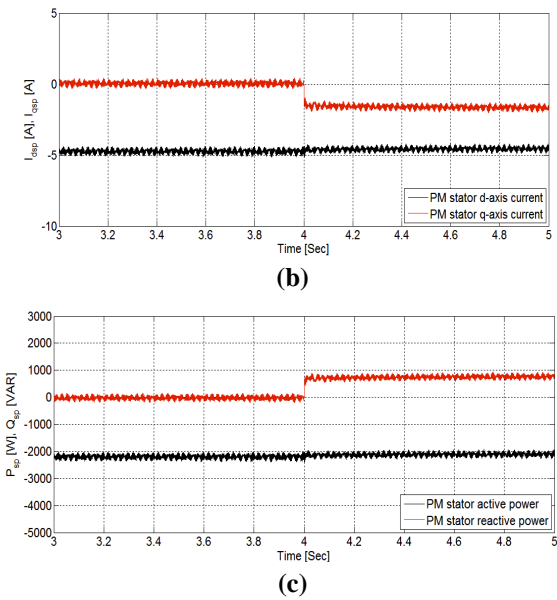 5
0
-5
-10
I_dsp [A], I_qsp [A]
PM stator d-axis current
PM stator q-axis current
3 3.2 3.4 3.6 3.8 4 4.2 4.4 4.6 4.8 5
Time [Sec]
(b)
3000
2000
1000
0
-1000
-2000
-3000
-4000
-5000
P_sp [W], Q_sp [VAR]
PM stator active power
PM stator reactive power
3 3.2 3.4 3.6 3.8 4 4.2 4.4 4.6 4.8 5
Time [Sec]
(c)